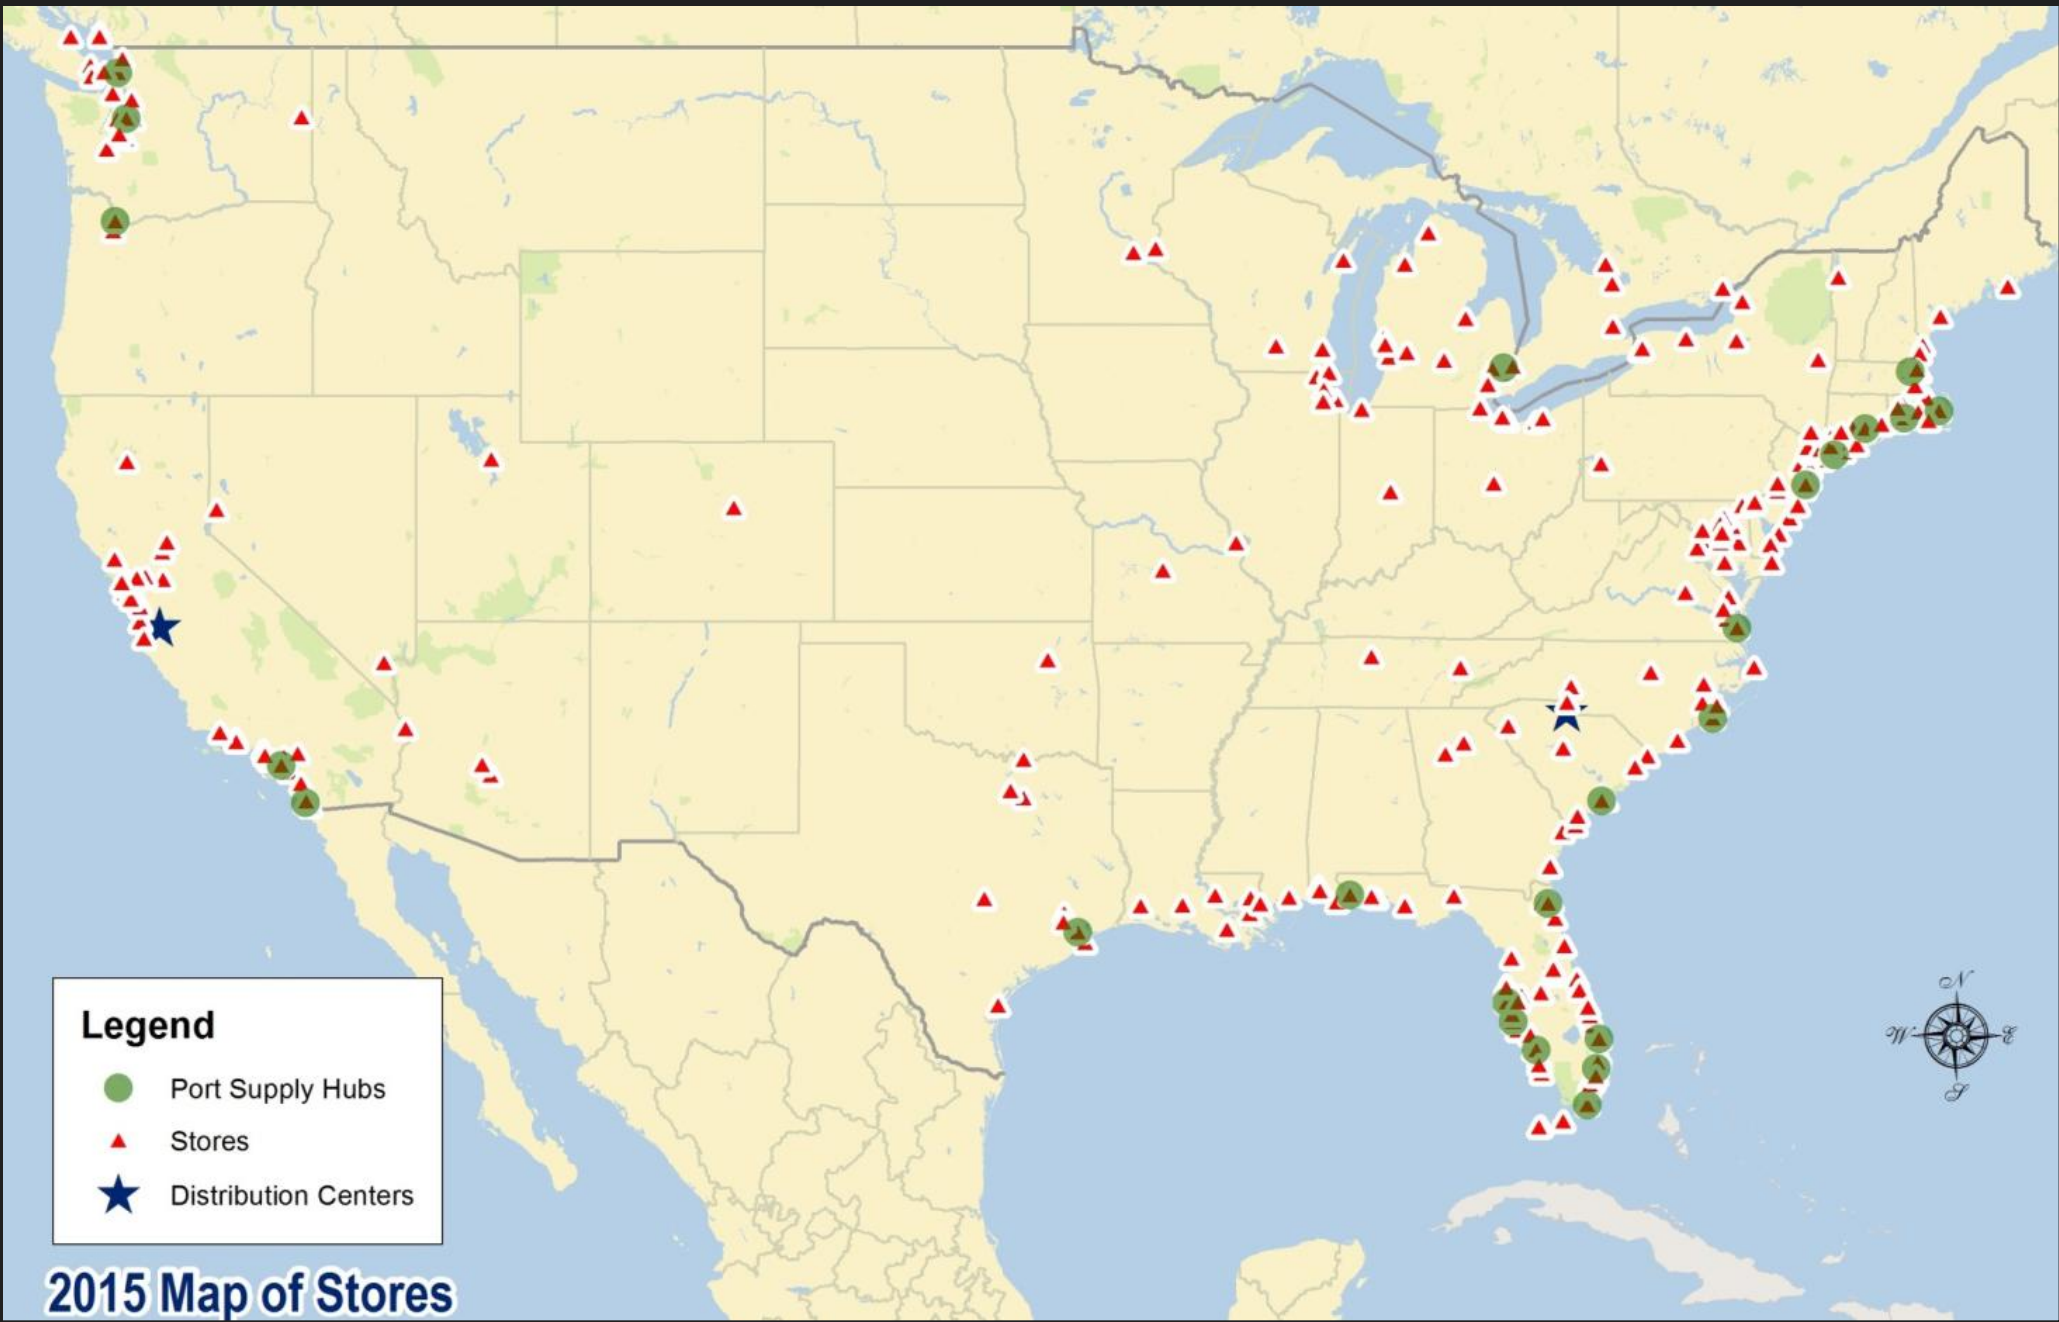 N
W
E
S
Legend
Port Supply Hubs
Stores
Distribution Centers
2015 Map of Stores